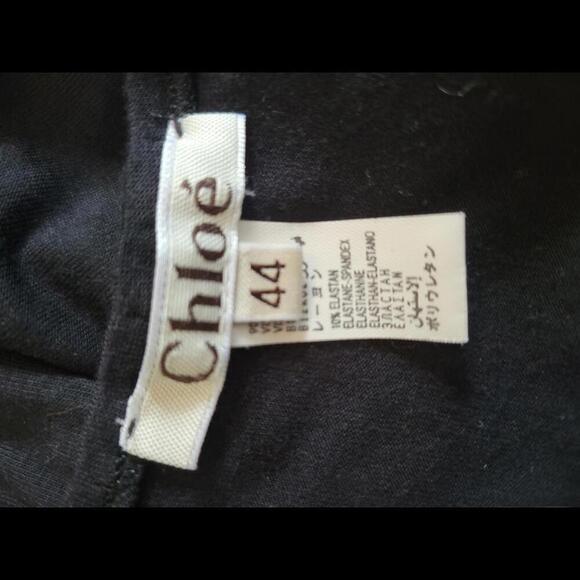 Chloé
44
レーヨン
10% ELASTAN
ELASTANE-SPANDEX
ELASTHANNE
ELASTHAN-ELASTANO
ЭЛАСТАН
ΕΛΑΣΤΑΝ
الاستيهان
ポリウレタン